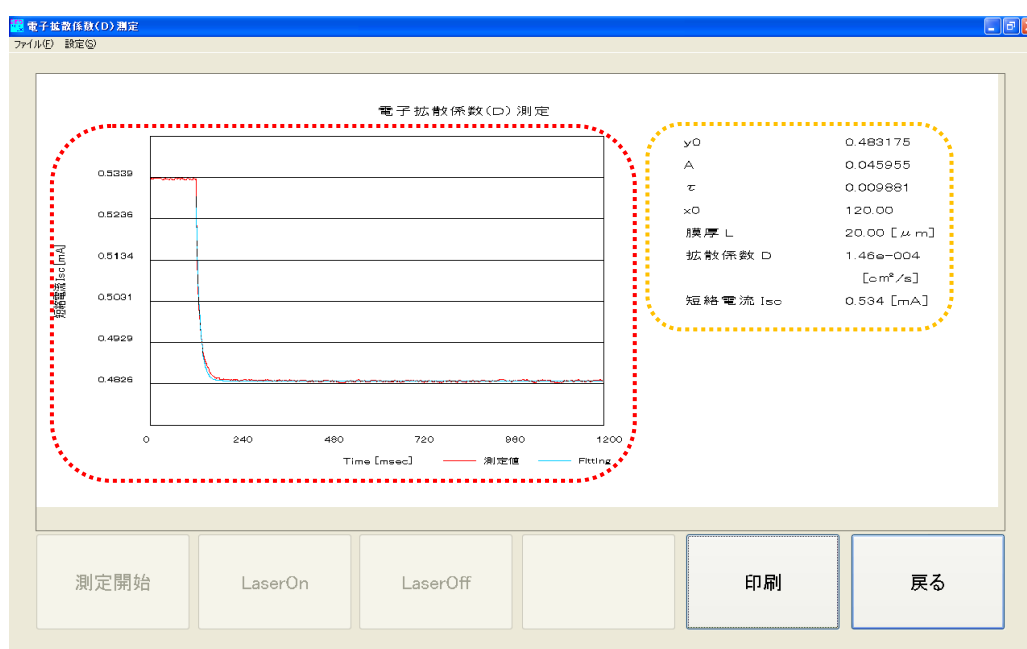 電子拡散係数(D)測定
ファイル(F) 設定(S)
電子拡散係数(D)測定
短絡電流Isc[mA]
0.5339
0.5236
0.5134
0.5031
0.4929
0.4826
0 240 480 720 960 1200
Time [msec] 測定値 Fitting
y0 0.483175
A 0.045955
τ 0.009881
x0 120.00
膜厚 L 20.00 [μm]
拡散係数 D 1.46e-004
[cm²/s]
短絡電流 Isc 0.534 [mA]
測定開始 LaserOn LaserOff 印刷 戻る